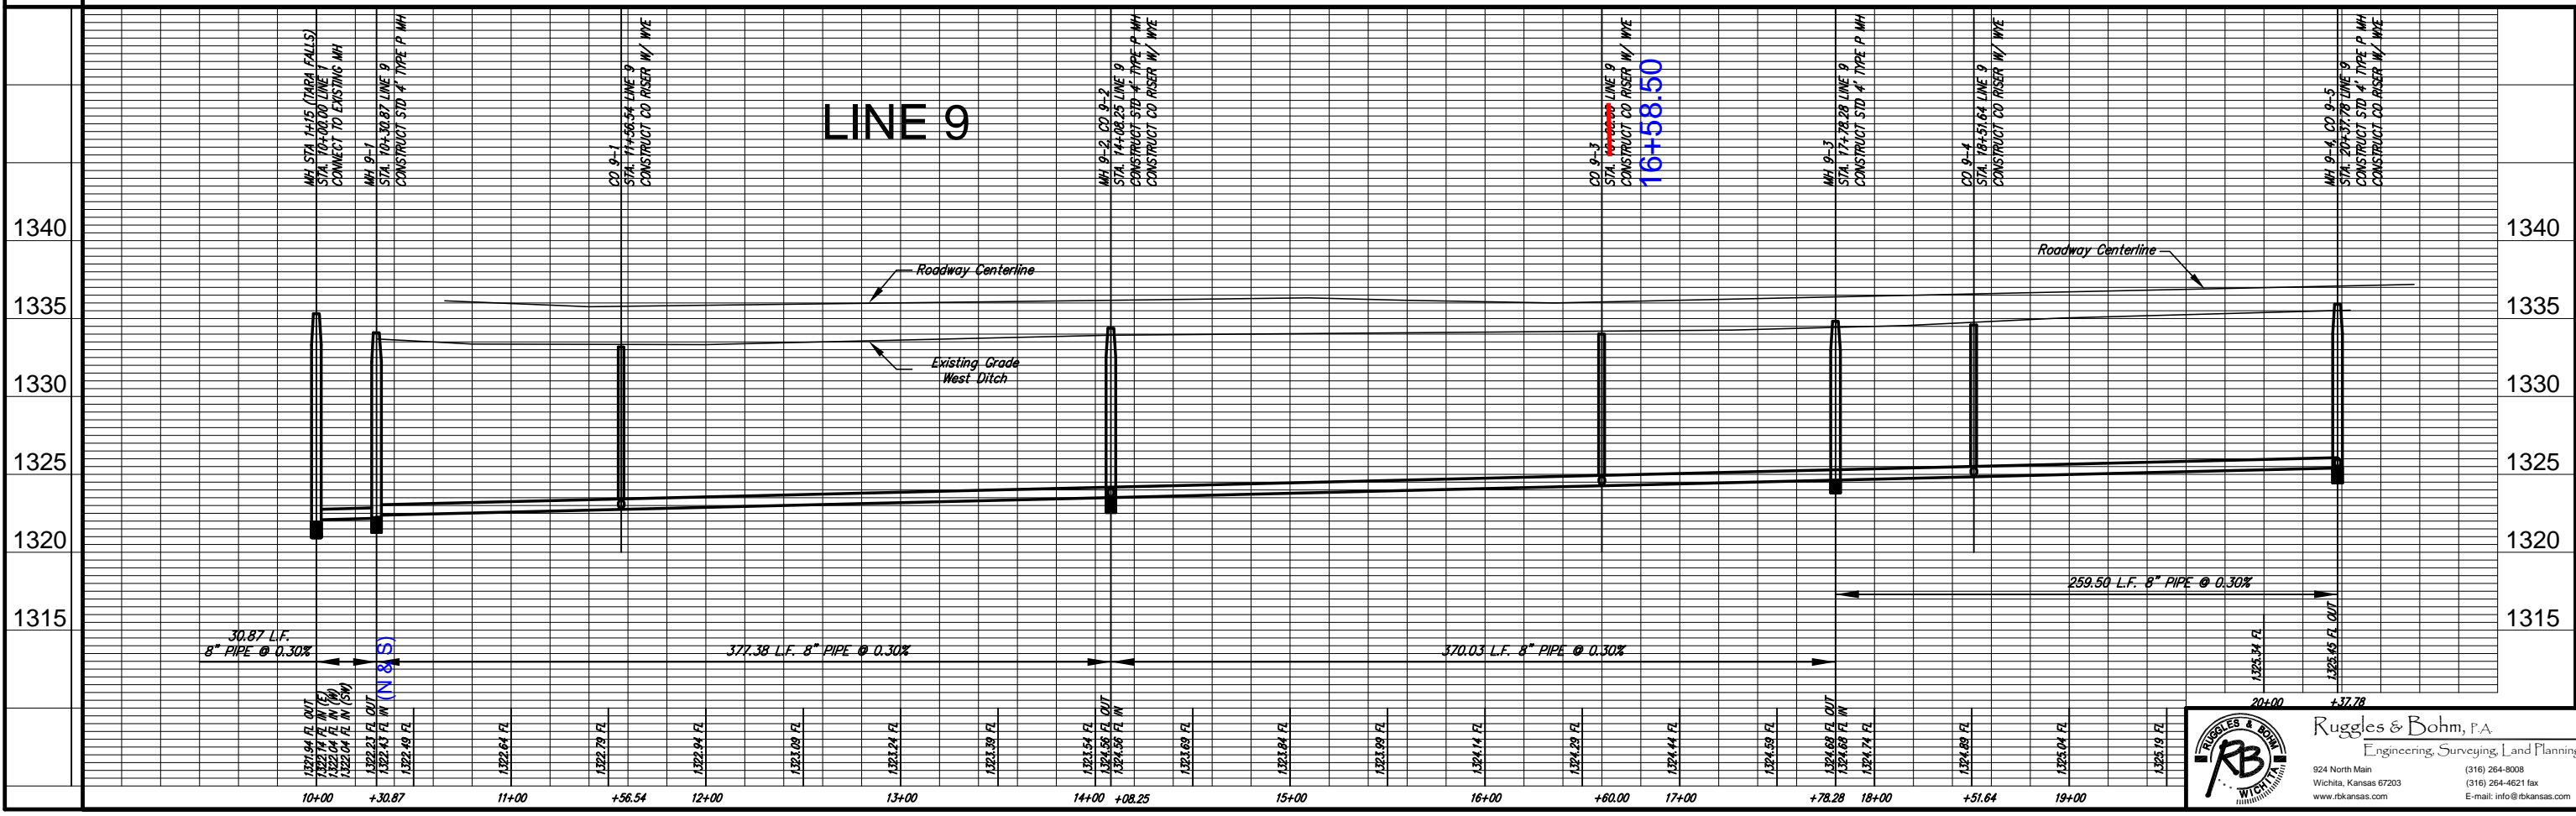 MH STA 1+15 (TARA FALLS)
STA. 10+00.00 LINE 1
CONNECT TO EXISTING MH
MH 9-1
STA. 10+30.87 LINE 9
CONSTRUCT STD 4' TYPE P MH
CO 9-1
STA. 11+56.54 LINE 9
CONSTRUCT CO RISER W/ WYE
LINE 9
MH 9-2, CO 9-2
STA. 14+08.25 LINE 9
CONSTRUCT STD 4' TYPE P MH
CONSTRUCT CO RISER W/ WYE
CO 9-3
STA. LINE 9
CONSTRUCT CO RISER W/ WYE
16+58.50
MH 9-3
STA. 17+78.28 LINE 9
CONSTRUCT STD 4' TYPE P MH
CO 9-4
STA. 18+51.64 LINE 9
CONSTRUCT CO RISER W/ WYE
MH 9-4, CO 9-5
STA. 20+37.78 LINE 9
CONSTRUCT STD 4' TYPE P MH
CONSTRUCT CO RISER W/ WYE
1340
1335
1330
1325
1320
1315
1340
1335
1330
1325
1320
1315
Roadway Centerline
Roadway Centerline
Existing Grade
West Ditch
30.87 L.F.
8" PIPE @ 0.30%
377.38 L.F. 8" PIPE @ 0.30%
370.03 L.F. 8" PIPE @ 0.30%
259.50 L.F. 8" PIPE @ 0.30%
1321.94 FL OUT
1322.14 FL IN (E)
1322.04 FL IN (W)
1322.04 FL IN (SW)
1322.23 FL OUT
1322.43 FL IN (N & S)
1322.49 FL
1322.64 FL
1322.79 FL
1322.94 FL
1323.09 FL
1323.24 FL
1323.39 FL
1323.54 FL
1324.56 FL OUT
1324.56 FL IN
1323.69 FL
1323.84 FL
1323.99 FL
1324.14 FL
1324.29 FL
1324.44 FL
1324.59 FL
1324.68 FL OUT
1324.68 FL IN
1324.74 FL
1324.89 FL
1325.04 FL
1325.19 FL
1325.34 FL
1325.45 FL OUT
20+00 +37.78
10+00 +30.87 11+00 +56.54 12+00 13+00 14+00 +08.25 15+00 16+00 +60.00 17+00 +78.28 18+00 +51.64 19+00
RUGGLES & BOHM
RB
WICHITA
Ruggles & Bohm, P.A.
Engineering, Surveying, Land Planning
924 North Main
Wichita, Kansas 67203
www.rbkansas.com
(316) 264-8008
(316) 264-4621 fax
E-mail: info@rbkansas.com